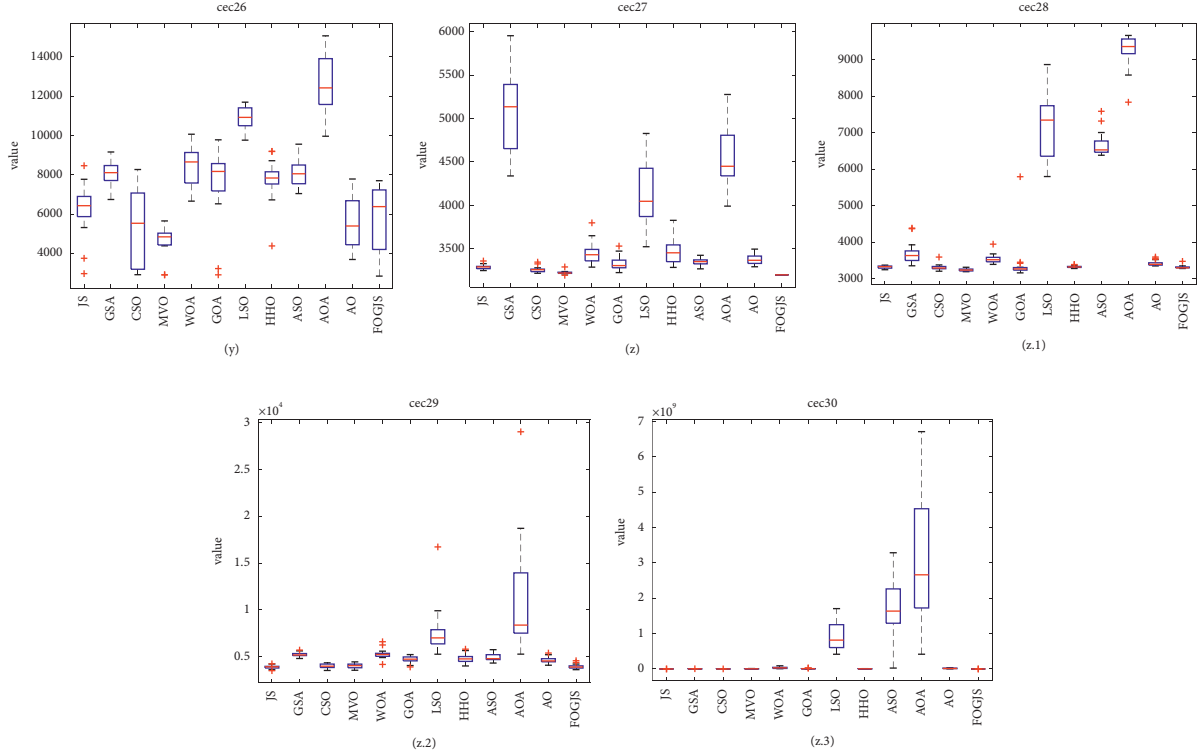 cec26
value
14000
12000
10000
8000
6000
4000
JS
GSA
CSO
MVO
WOA
GOA
LSO
HHO
ASO
AOA
AO
FOGJS
(y)
cec27
value
6000
5500
5000
4500
4000
3500
JS
GSA
CSO
MVO
WOA
GOA
LSO
HHO
ASO
AOA
AO
FOGJS
(z)
cec28
value
9000
8000
7000
6000
5000
4000
3000
JS
GSA
CSO
MVO
WOA
GOA
LSO
HHO
ASO
AOA
AO
FOGJS
(z.1)
cec29
×10⁴
value
3
2.5
2
1.5
1
0.5
JS
GSA
CSO
MVO
WOA
GOA
LSO
HHO
ASO
AOA
AO
FOGJS
(z.2)
cec30
×10⁹
value
7
6
5
4
3
2
1
0
JS
GSA
CSO
MVO
WOA
GOA
LSO
HHO
ASO
AOA
AO
FOGJS
(z.3)